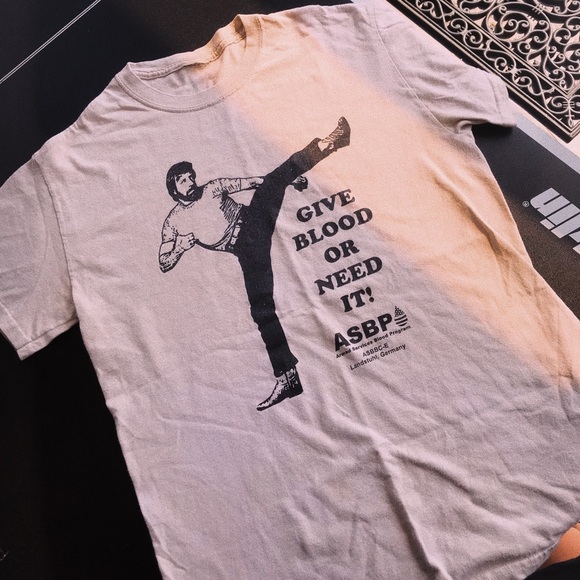 GIVE
BLOOD
OR
NEED
IT!
ASBP
Armed Services Blood Program
ASBBC-E
Landstuhl, Germany